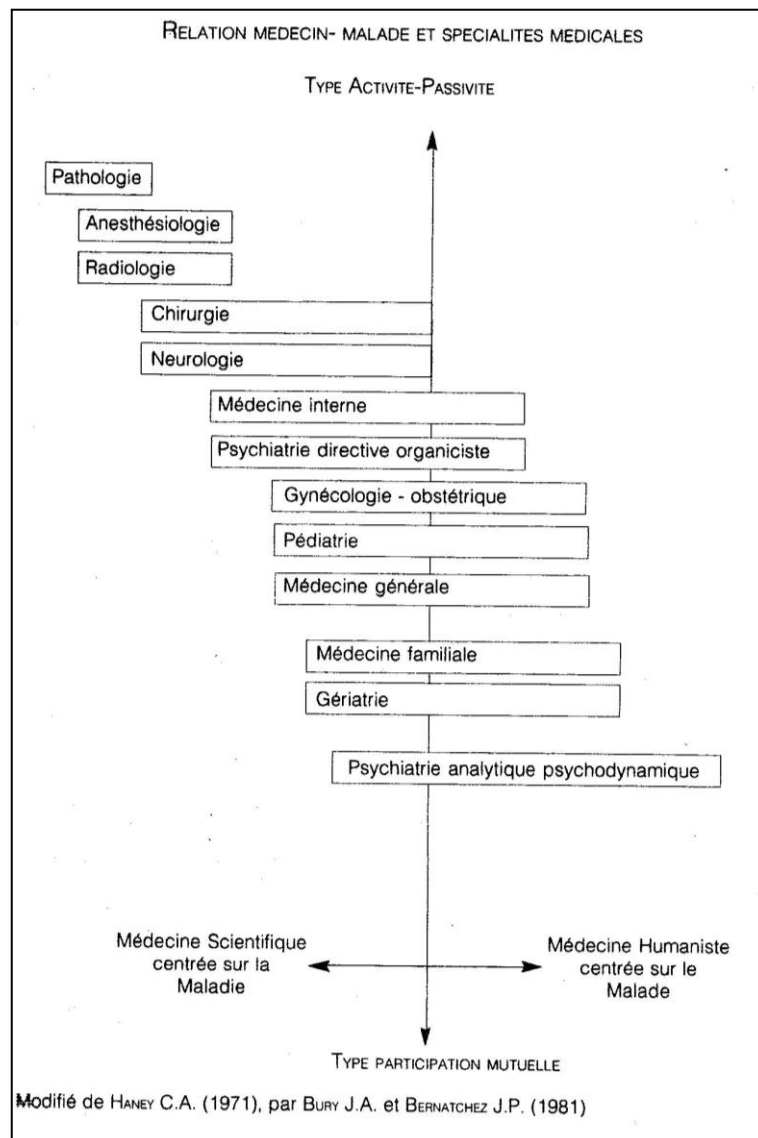 RELATION MEDECIN- MALADE ET SPECIALITES MEDICALES
TYPE ACTIVITE-PASSIVITE
Pathologie
Anesthésiologie
Radiologie
Chirurgie
Neurologie
Médecine interne
Psychiatrie directive organiciste
Gynécologie - obstétrique
Pédiatrie
Médecine générale
Médecine familiale
Gériatrie
Psychiatrie analytique psychodynamique
Médecine Scientifique
centrée sur la
Maladie
Médecine Humaniste
centrée sur le
Malade
TYPE PARTICIPATION MUTUELLE
Modifié de HANEY C.A. (1971), par BURY J.A. et BERNATCHEZ J.P. (1981)